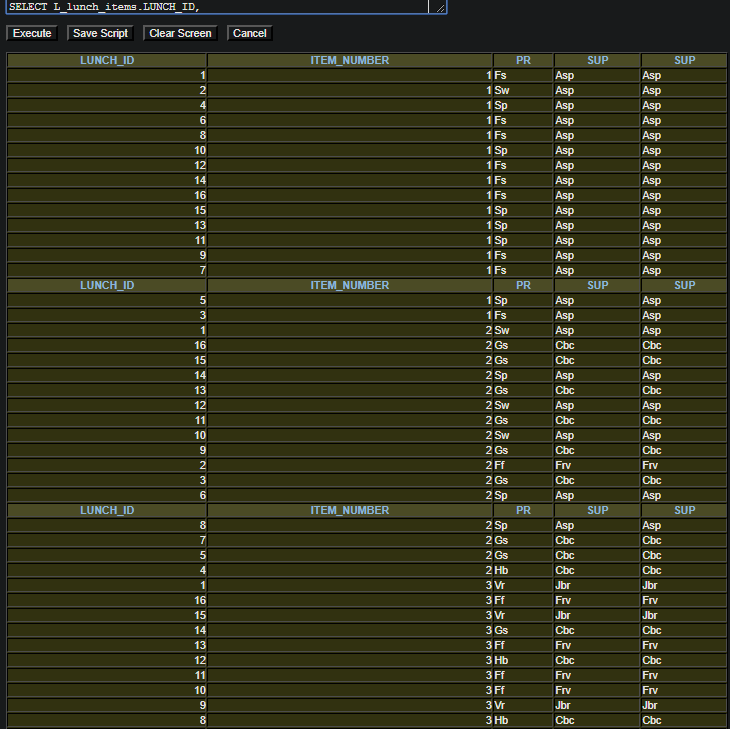 SELECT L_lunch_items.LUNCH_ID,
Execute Save Script Clear Screen Cancel
LUNCH_ID ITEM_NUMBER PR SUP SUP
1 1 Fs Asp Asp
2 1 Sw Asp Asp
4 1 Sp Asp Asp
6 1 Fs Asp Asp
8 1 Fs Asp Asp
10 1 Sp Asp Asp
12 1 Fs Asp Asp
14 1 Fs Asp Asp
16 1 Fs Asp Asp
15 1 Sp Asp Asp
13 1 Sp Asp Asp
11 1 Sp Asp Asp
9 1 Fs Asp Asp
7 1 Fs Asp Asp
LUNCH_ID ITEM_NUMBER PR SUP SUP
5 1 Sp Asp Asp
3 1 Fs Asp Asp
1 2 Sw Asp Asp
16 2 Gs Cbc Cbc
15 2 Gs Cbc Cbc
14 2 Sp Asp Asp
13 2 Gs Cbc Cbc
12 2 Sw Asp Asp
11 2 Gs Cbc Cbc
10 2 Sw Asp Asp
9 2 Gs Cbc Cbc
2 2 Ff Frv Frv
3 2 Gs Cbc Cbc
6 2 Sp Asp Asp
LUNCH_ID ITEM_NUMBER PR SUP SUP
8 2 Sp Asp Asp
7 2 Gs Cbc Cbc
5 2 Gs Cbc Cbc
4 2 Hb Cbc Cbc
1 3 Vr Jbr Jbr
16 3 Ff Frv Frv
15 3 Vr Jbr Jbr
14 3 Gs Cbc Cbc
13 3 Ff Frv Frv
12 3 Hb Cbc Cbc
11 3 Ff Frv Frv
10 3 Ff Frv Frv
9 3 Vr Jbr Jbr
8 3 Hb Cbc Cbc